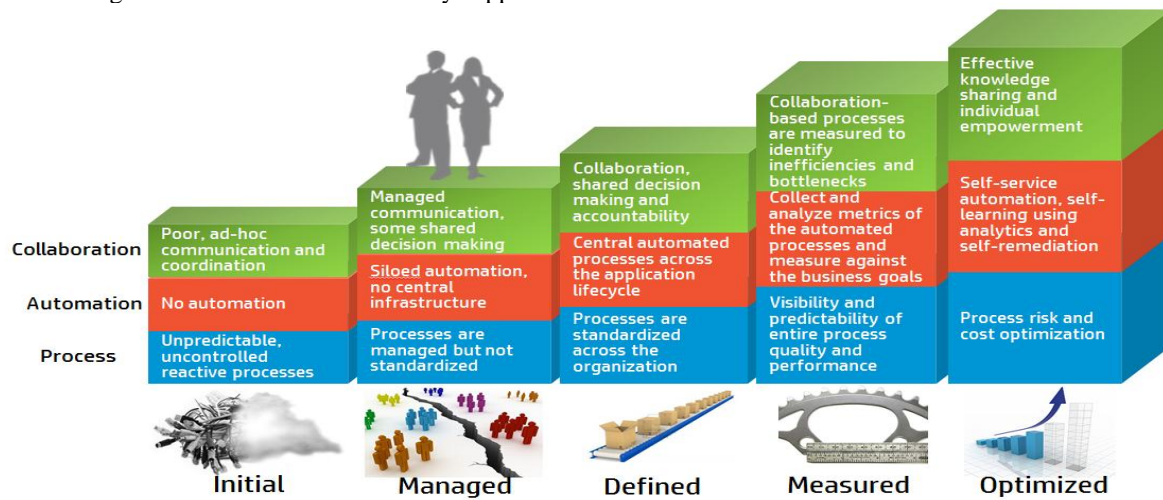 Collaboration
Automation
Process
Poor, ad-hoc
communication and
coordination
No automation
Unpredictable,
uncontrolled
reactive processes
Initial
Managed
communication,
some shared
decision making
Siloed automation,
no central
infrastructure
Processes are
managed but not
standardized
Managed
Collaboration,
shared decision
making and
accountability
Central automated
processes across
the application
lifecycle
Processes are
standardized
across the
organization
Defined
Collaboration-
based processes
are measured to
identify
inefficiencies and
bottlenecks
Collect and
analyze metrics of
the automated
processes and
measure against
the business goals
Visibility and
predictability of
entire process
quality and
performance
Measured
Effective
knowledge
sharing and
individual
empowerment
Self-service
automation, self-
learning using
analytics and
self-remediation
Process risk and
cost optimization
Optimized